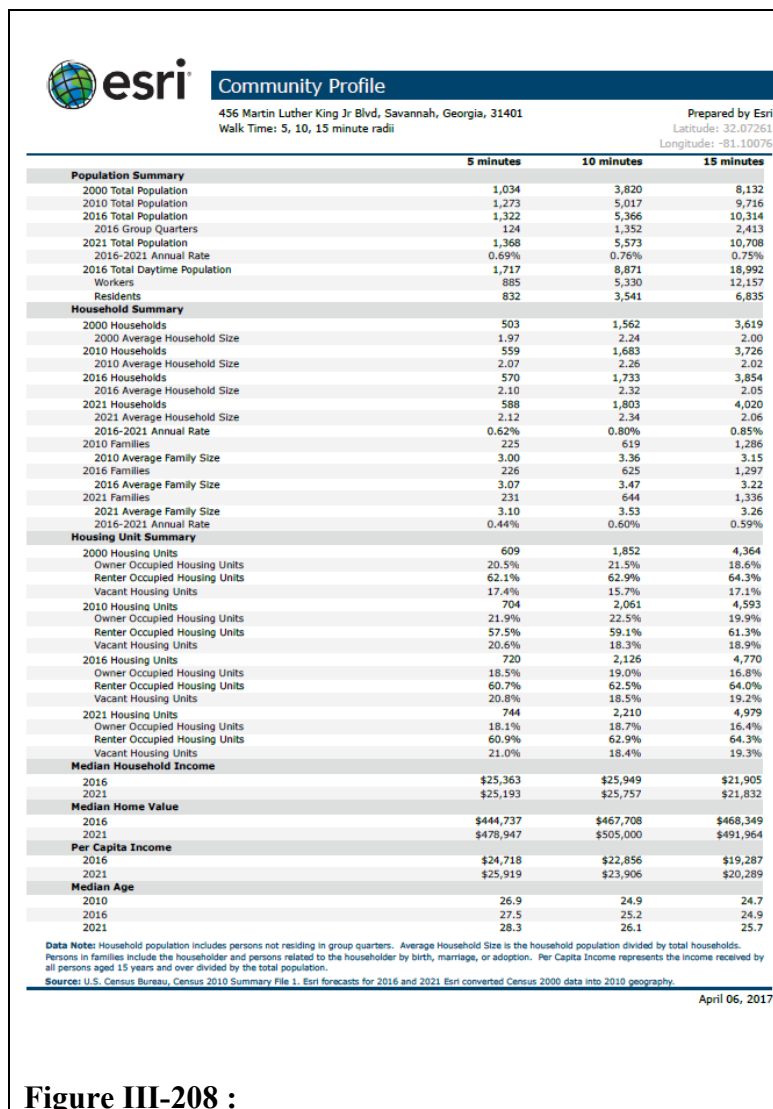 esri
Community Profile
456 Martin Luther King Jr Blvd, Savannah, Georgia, 31401 Prepared by Esri
Walk Time: 5, 10, 15 minute radii Latitude: 32.07261
Longitude: -81.10076
5 minutes 10 minutes 15 minutes
Population Summary
2000 Total Population 1,034 3,820 8,132
2010 Total Population 1,273 5,017 9,716
2016 Total Population 1,322 5,366 10,314
2016 Group Quarters 124 1,352 2,413
2021 Total Population 1,368 5,573 10,708
2016-2021 Annual Rate 0.69% 0.76% 0.75%
2016 Total Daytime Population 1,717 8,871 18,992
Workers 885 5,330 12,157
Residents 832 3,541 6,835
Household Summary
2000 Households 503 1,562 3,619
2000 Average Household Size 1.97 2.24 2.00
2010 Households 559 1,683 3,726
2010 Average Household Size 2.07 2.26 2.02
2016 Households 570 1,733 3,854
2016 Average Household Size 2.10 2.32 2.05
2021 Households 588 1,803 4,020
2021 Average Household Size 2.12 2.34 2.06
2016-2021 Annual Rate 0.62% 0.80% 0.85%
2010 Families 225 619 1,286
2010 Average Family Size 3.00 3.36 3.15
2016 Families 226 625 1,297
2016 Average Family Size 3.07 3.47 3.22
2021 Families 231 644 1,336
2021 Average Family Size 3.10 3.53 3.26
2016-2021 Annual Rate 0.44% 0.60% 0.59%
Housing Unit Summary
2000 Housing Units 609 1,852 4,364
Owner Occupied Housing Units 20.5% 21.5% 18.6%
Renter Occupied Housing Units 62.1% 62.9% 64.3%
Vacant Housing Units 17.4% 15.7% 17.1%
2010 Housing Units 704 2,061 4,593
Owner Occupied Housing Units 21.9% 22.5% 19.9%
Renter Occupied Housing Units 57.5% 59.1% 61.3%
Vacant Housing Units 20.6% 18.3% 18.9%
2016 Housing Units 720 2,126 4,770
Owner Occupied Housing Units 18.5% 19.0% 16.8%
Renter Occupied Housing Units 60.7% 62.5% 64.0%
Vacant Housing Units 20.8% 18.5% 19.2%
2021 Housing Units 744 2,210 4,979
Owner Occupied Housing Units 18.1% 18.7% 16.4%
Renter Occupied Housing Units 60.9% 62.9% 64.3%
Vacant Housing Units 21.0% 18.4% 19.3%
Median Household Income
2016 $25,363 $25,949 $21,905
2021 $25,193 $25,757 $21,832
Median Home Value
2016 $444,737 $467,708 $468,349
2021 $478,947 $505,000 $491,964
Per Capita Income
2016 $24,718 $22,856 $19,287
2021 $25,919 $23,906 $20,289
Median Age
2010 26.9 24.9 24.7
2016 27.5 25.2 24.9
2021 28.3 26.1 25.7
Data Note: Household population includes persons not residing in group quarters. Average Household Size is the household population divided by total households.
Persons in families include the householder and persons related to the householder by birth, marriage, or adoption. Per Capita Income represents the income received by
all persons aged 15 years and over divided by the total population.
Source: U.S. Census Bureau, Census 2010 Summary File 1. Esri forecasts for 2016 and 2021 Esri converted Census 2000 data into 2010 geography.
April 06, 2017
Figure III-208 :